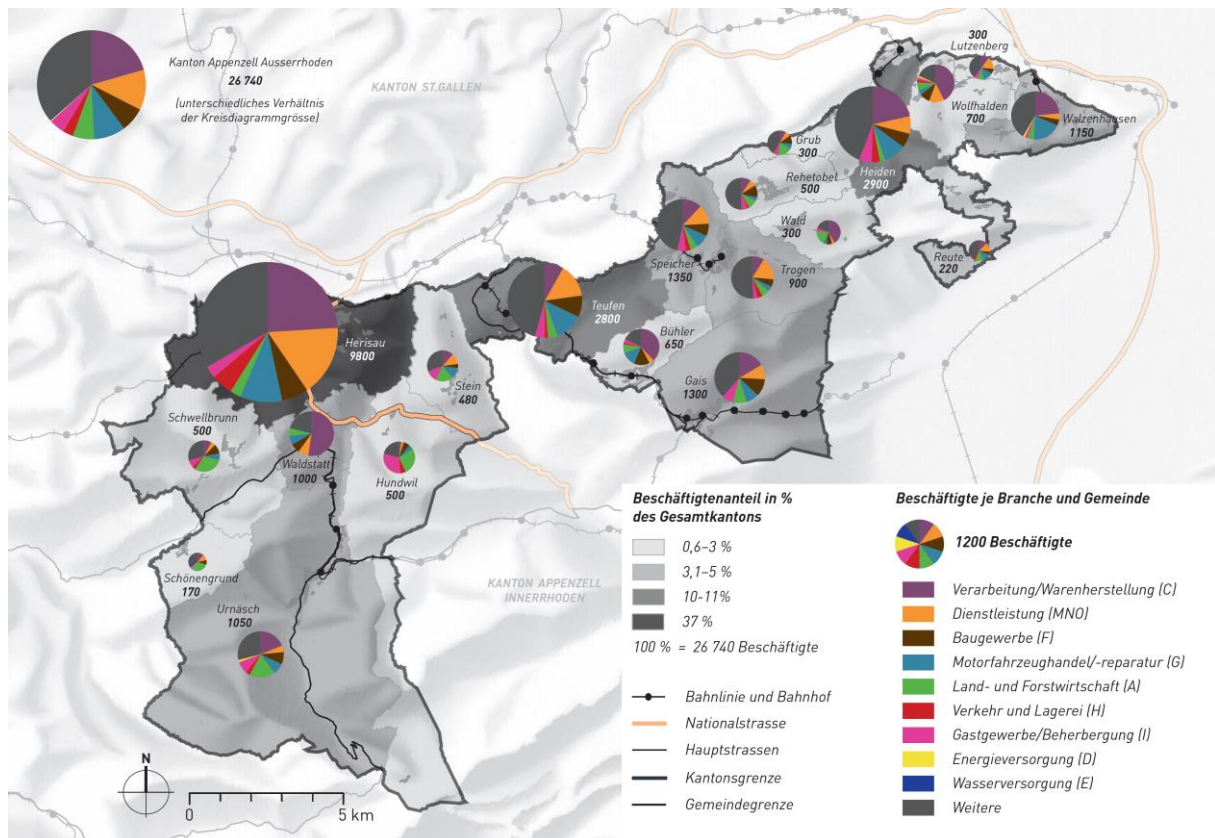 Kanton Appenzell Ausserrhoden
26 740
(unterschiedliches Verhältnis
der Kreisdiagrammgrösse)
KANTON ST.GALLEN
300
Lutzenberg
Wolfhalden
700
Walzenhausen
1150
Grub
300
Heiden
2900
Rehetobel
500
Wald
300
Reute
220
Speicher
1350
Trogen
900
Teufen
2800
Bühler
650
Gais
1300
Herisau
9800
Stein
480
Schwellbrunn
500
Waldstatt
1000
Hundwil
500
Schönengrund
170
Urnäsch
1050
KANTON APPENZELL
INNERRHODEN
N
0
5 km
Beschäftigtenanteil in %
des Gesamtkantons
0,6–3 %
3,1–5 %
10-11%
37 %
100 % = 26 740 Beschäftigte
Bahnlinie und Bahnhof
Nationalstrasse
Hauptstrassen
Kantonsgrenze
Gemeindegrenze
Beschäftigte je Branche und Gemeinde
1200 Beschäftigte
Verarbeitung/Warenherstellung (C)
Dienstleistung (MNO)
Baugewerbe (F)
Motorfahrzeughandel/-reparatur (G)
Land- und Forstwirtschaft (A)
Verkehr und Lagerei (H)
Gastgewerbe/Beherbergung (I)
Energieversorgung (D)
Wasserversorgung (E)
Weitere